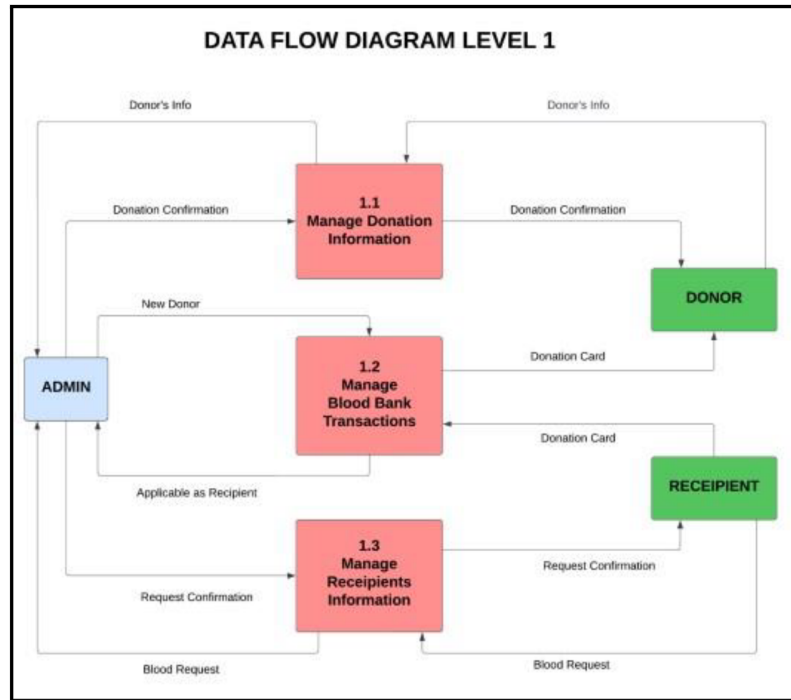 DATA FLOW DIAGRAM LEVEL 1
Donor's Info
Donor's Info
1.1
Manage Donation
Information
Donation Confirmation
Donation Confirmation
DONOR
New Donor
1.2
Manage
Blood Bank
Transactions
Donation Card
ADMIN
Donation Card
Applicable as Recipient
RECEIPIENT
1.3
Manage
Receipients
Information
Request Confirmation
Request Confirmation
Blood Request
Blood Request